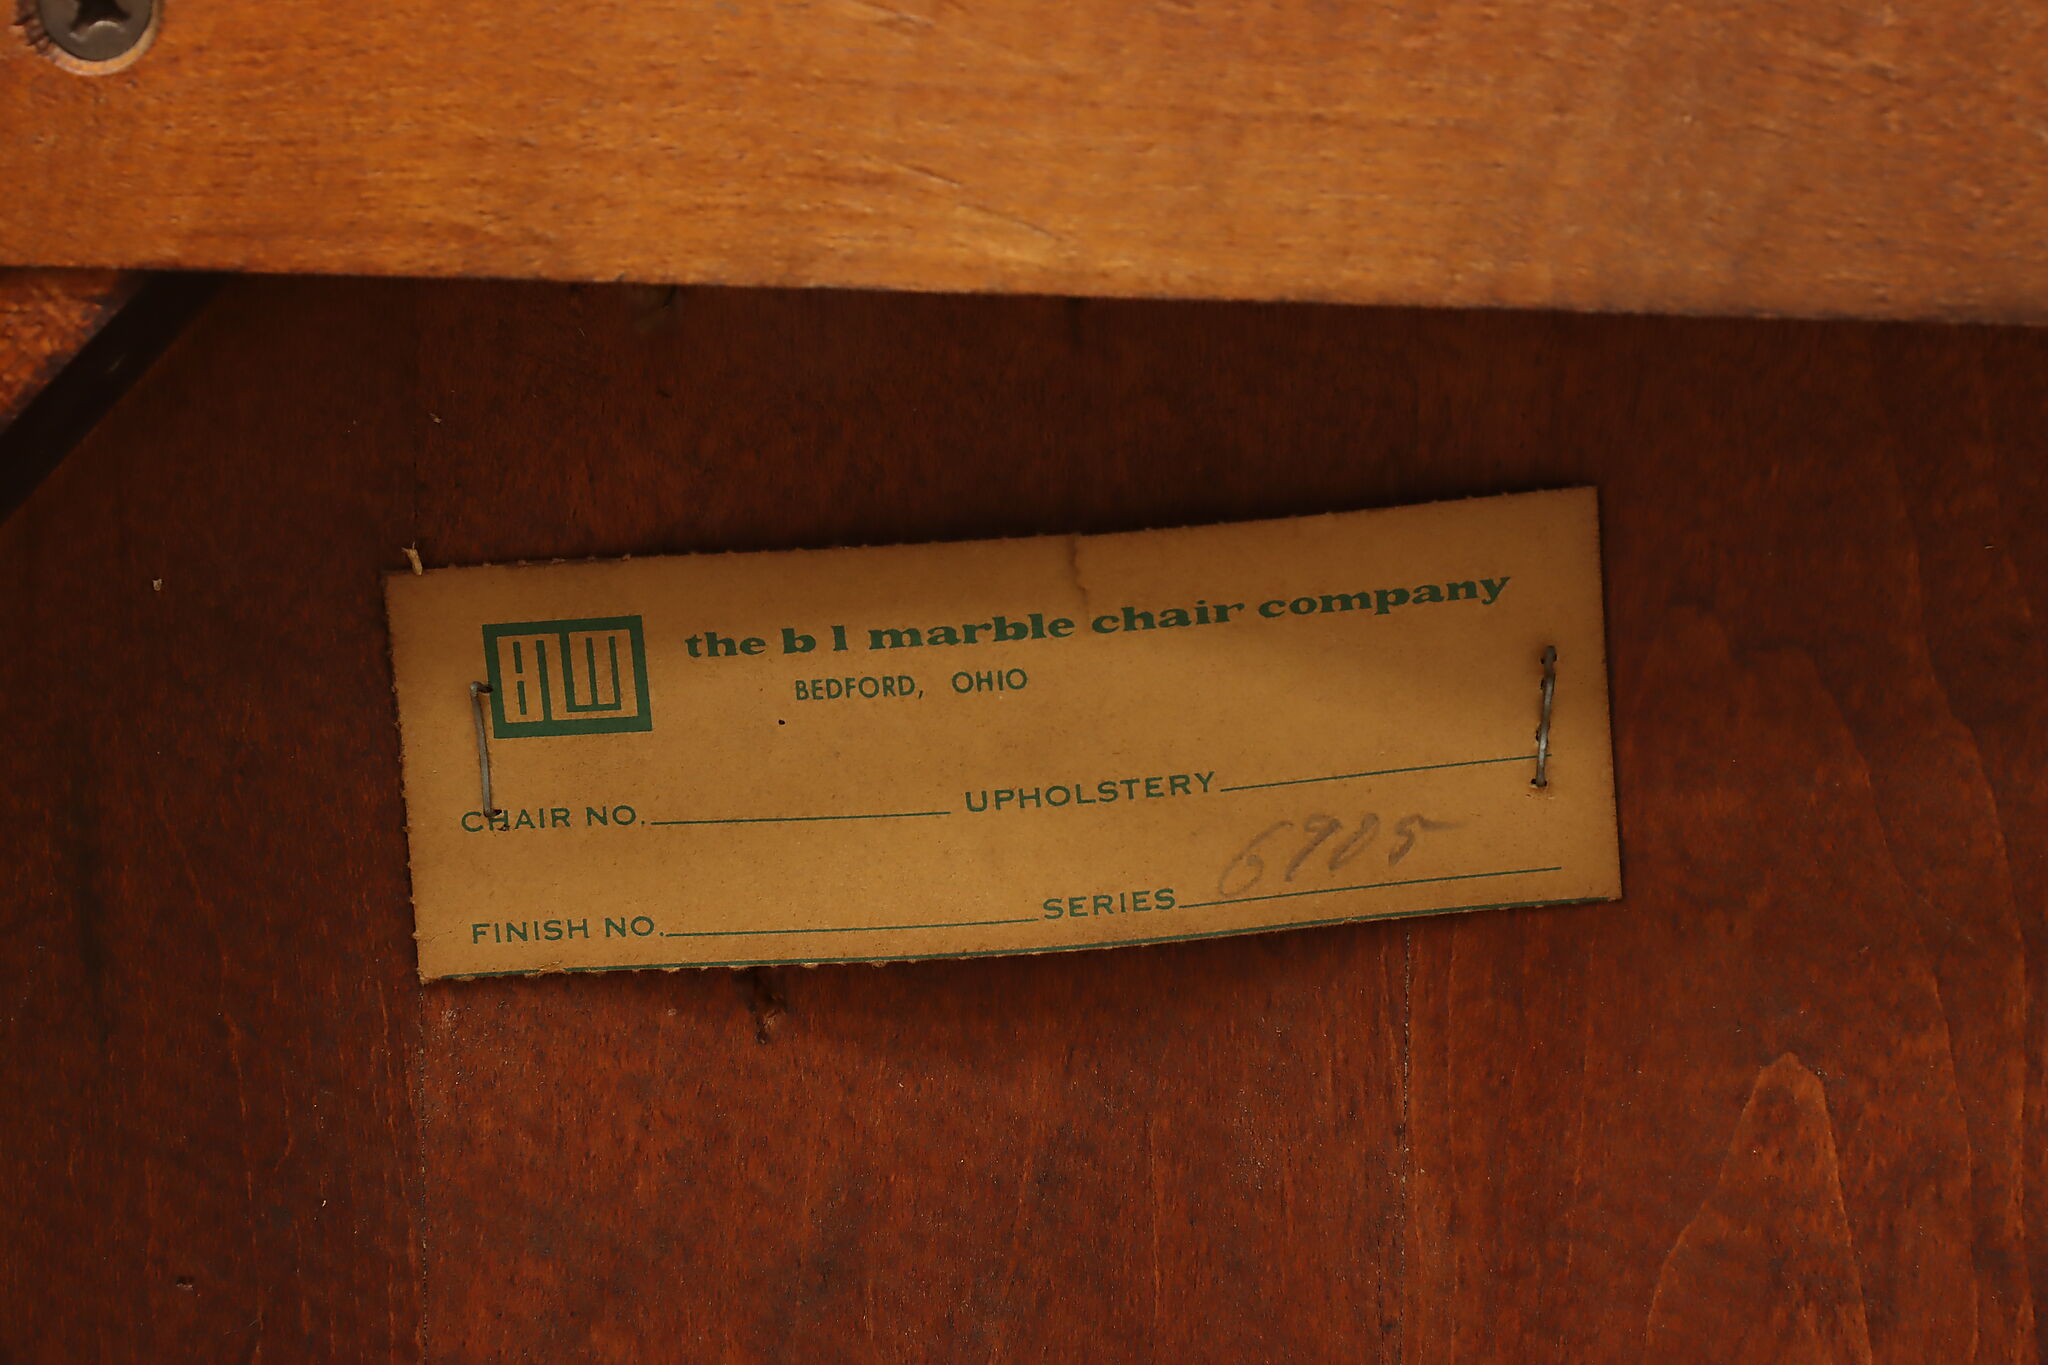 the b l marble chair company
BEDFORD, OHIO
CHAIR NO. UPHOLSTERY
FINISH NO. SERIES 6905